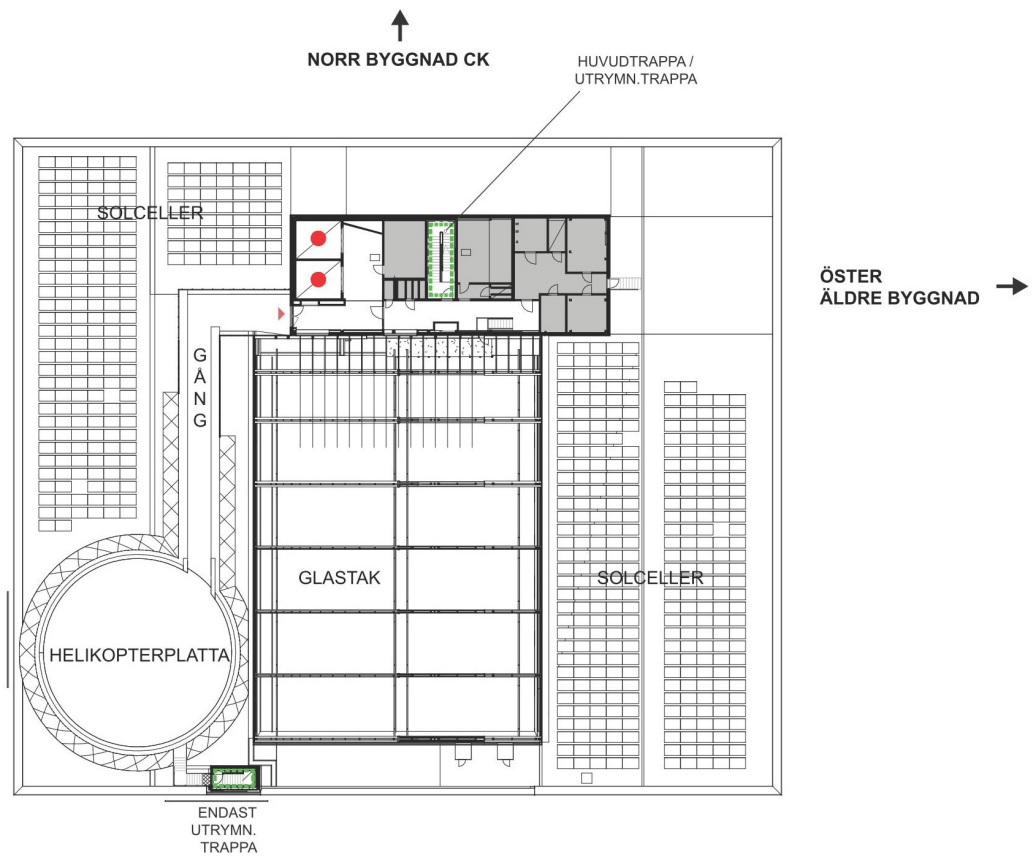 NORR BYGGNAD CK
HUVUDTRAPPA /
UTRYMN.TRAPPA
SOLCELLER
ÖSTER
ÄLDRE BYGGNAD
G
Å
N
G
GLASTAK
SOLCELLER
HELIKOPTERPLATTA
ENDAST
UTRYMN.
TRAPPA